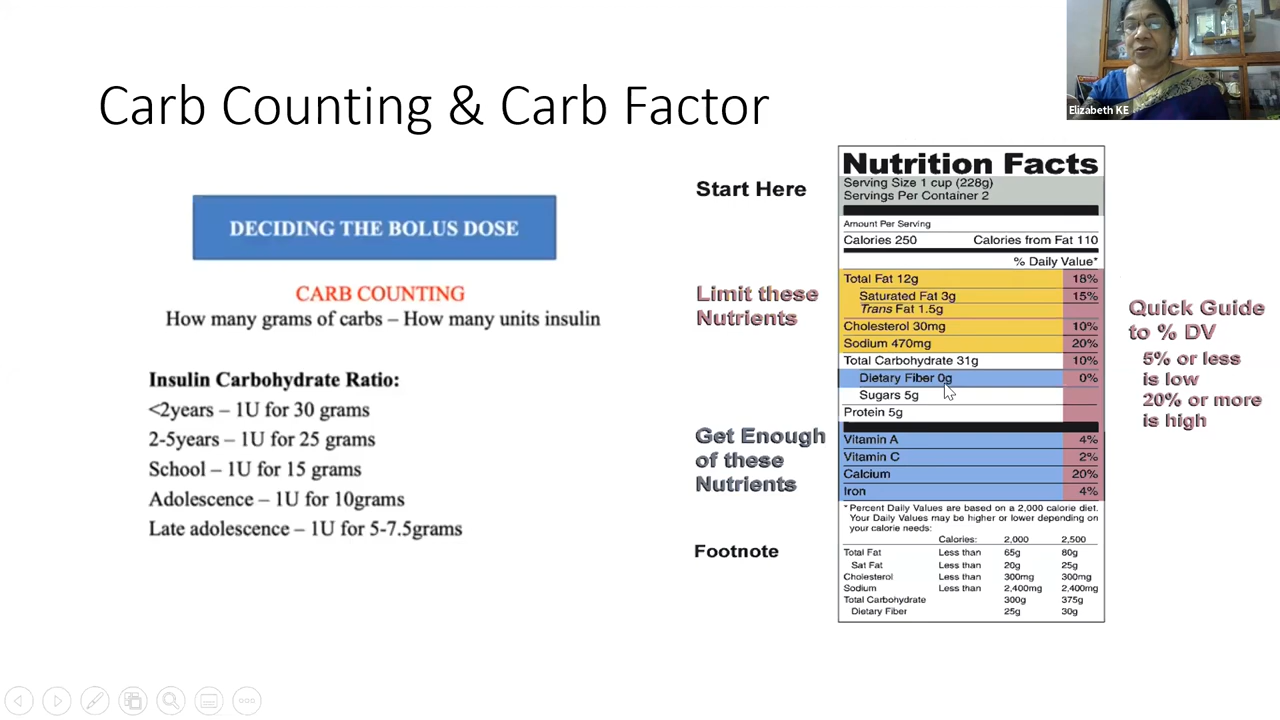 Carb Counting & Carb Factor
Elizabeth KE
DECIDING THE BOLUS DOSE
CARB COUNTING
How many grams of carbs – How many units insulin
Insulin Carbohydrate Ratio:
<2years – 1U for 30 grams
2-5years – 1U for 25 grams
School – 1U for 15 grams
Adolescence – 1U for 10grams
Late adolescence – 1U for 5-7.5grams
Start Here
Limit these
Nutrients
Get Enough
of these
Nutrients
Footnote
Nutrition Facts
Serving Size 1 cup (228g)
Servings Per Container 2
Amount Per Serving
Calories 250 Calories from Fat 110
% Daily Value*
Total Fat 12g 18%
Saturated Fat 3g 15%
Trans Fat 1.5g
Cholesterol 30mg 10%
Sodium 470mg 20%
Total Carbohydrate 31g 10%
Dietary Fiber 0g 0%
Sugars 5g
Protein 5g
Vitamin A 4%
Vitamin C 2%
Calcium 20%
Iron 4%
* Percent Daily Values are based on a 2,000 calorie diet.
Your Daily Values may be higher or lower depending on
your calorie needs:
Calories: 2,000 2,500
Total Fat Less than 65g 80g
Sat Fat Less than 20g 25g
Cholesterol Less than 300mg 300mg
Sodium Less than 2,400mg 2,400mg
Total Carbohydrate 300g 375g
Dietary Fiber 25g 30g
Quick Guide
to % DV
5% or less
is low
20% or more
is high